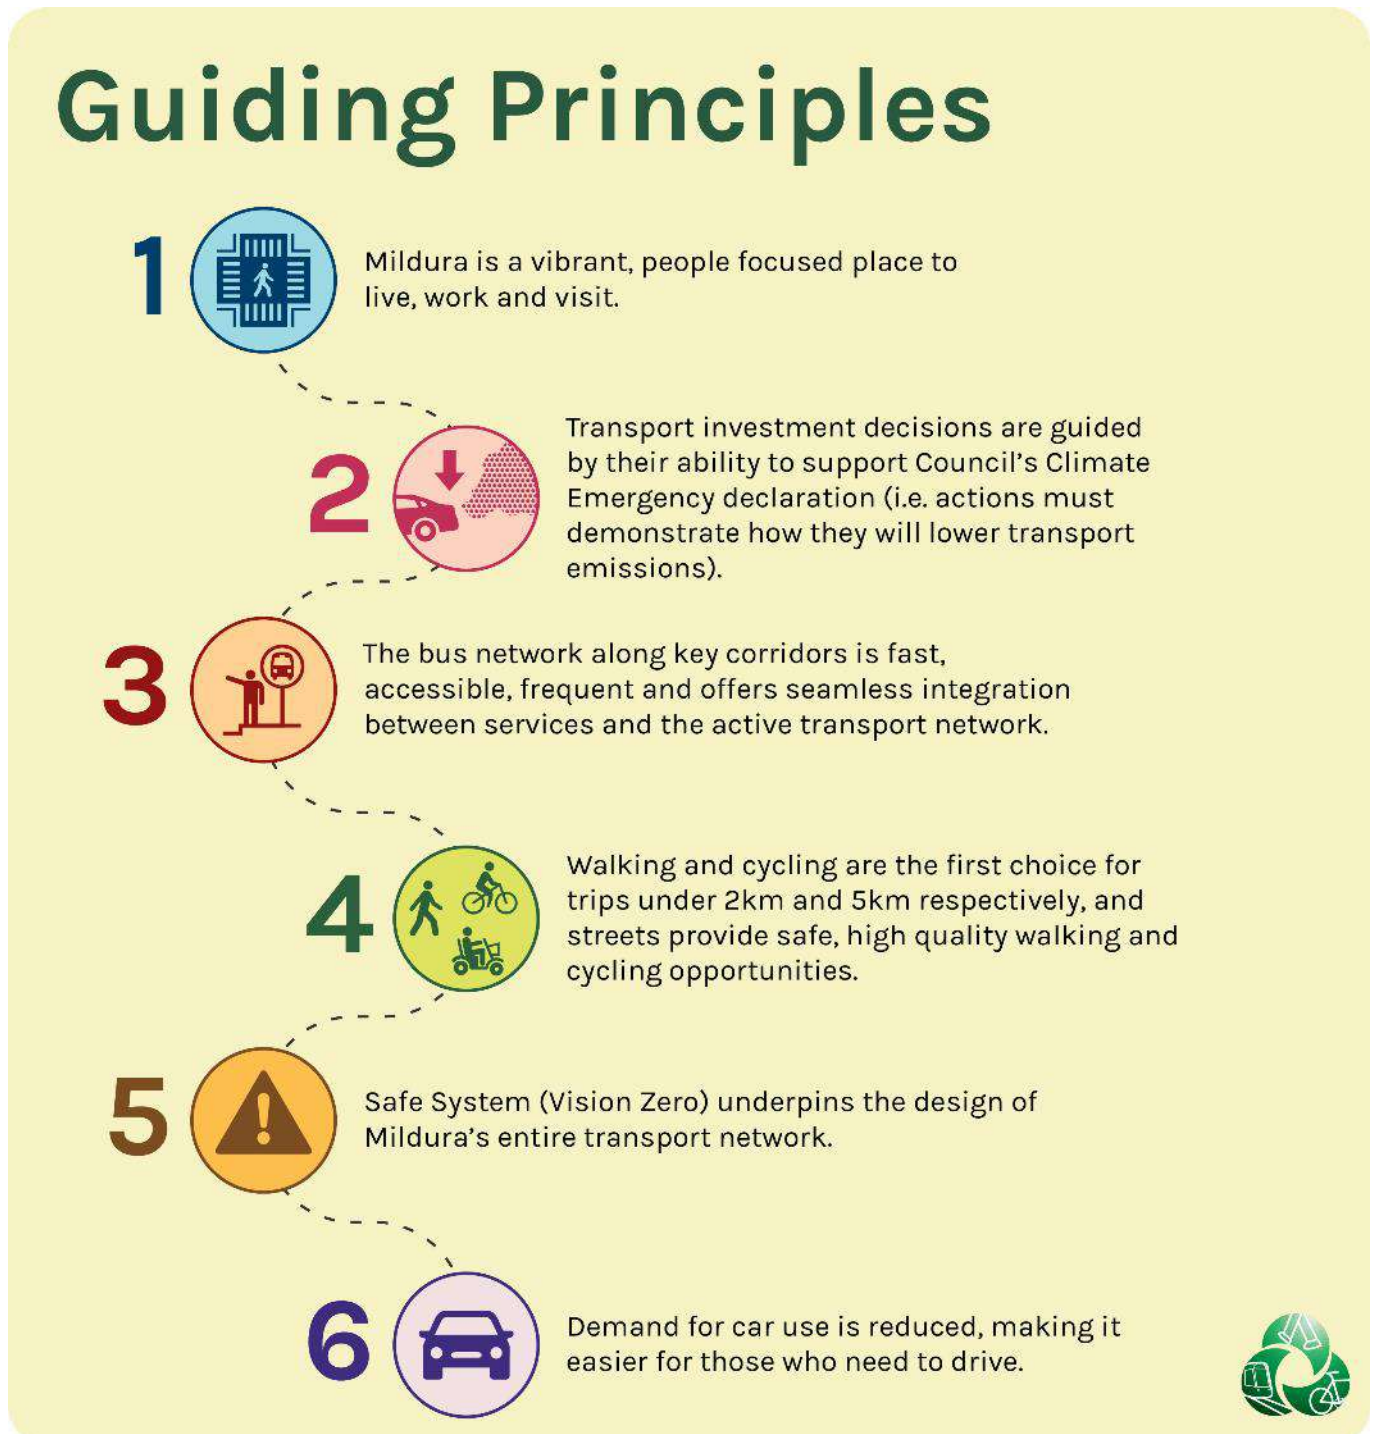 Guiding Principles
1
Mildura is a vibrant, people focused place to
live, work and visit.
2
Transport investment decisions are guided
by their ability to support Council's Climate
Emergency declaration (i.e. actions must
demonstrate how they will lower transport
emissions).
3
The bus network along key corridors is fast,
accessible, frequent and offers seamless integration
between services and the active transport network.
4
Walking and cycling are the first choice for
trips under 2km and 5km respectively, and
streets provide safe, high quality walking and
cycling opportunities.
5
Safe System (Vision Zero) underpins the design of
Mildura's entire transport network.
6
Demand for car use is reduced, making it
easier for those who need to drive.